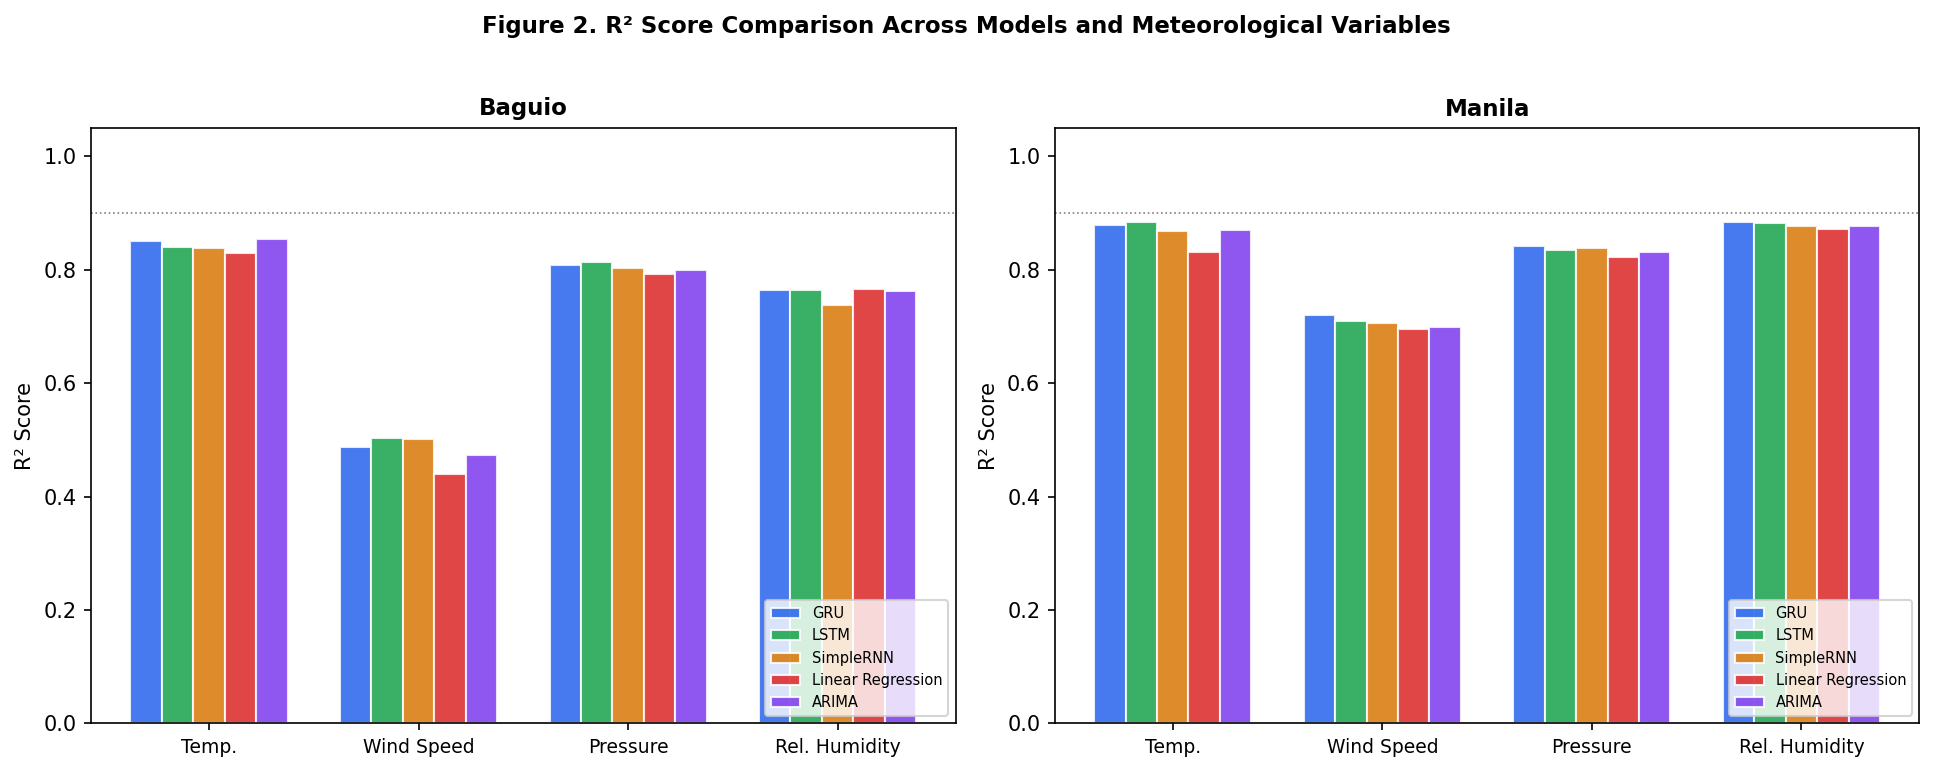 Figure 2. R² Score Comparison Across Models and Meteorological Variables
Baguio
R² Score
1.0
0.8
0.6
0.4
0.2
0.0
Temp.
Wind Speed
Pressure
Rel. Humidity
GRU
LSTM
SimpleRNN
Linear Regression
ARIMA
Manila
R² Score
1.0
0.8
0.6
0.4
0.2
0.0
Temp.
Wind Speed
Pressure
Rel. Humidity
GRU
LSTM
SimpleRNN
Linear Regression
ARIMA